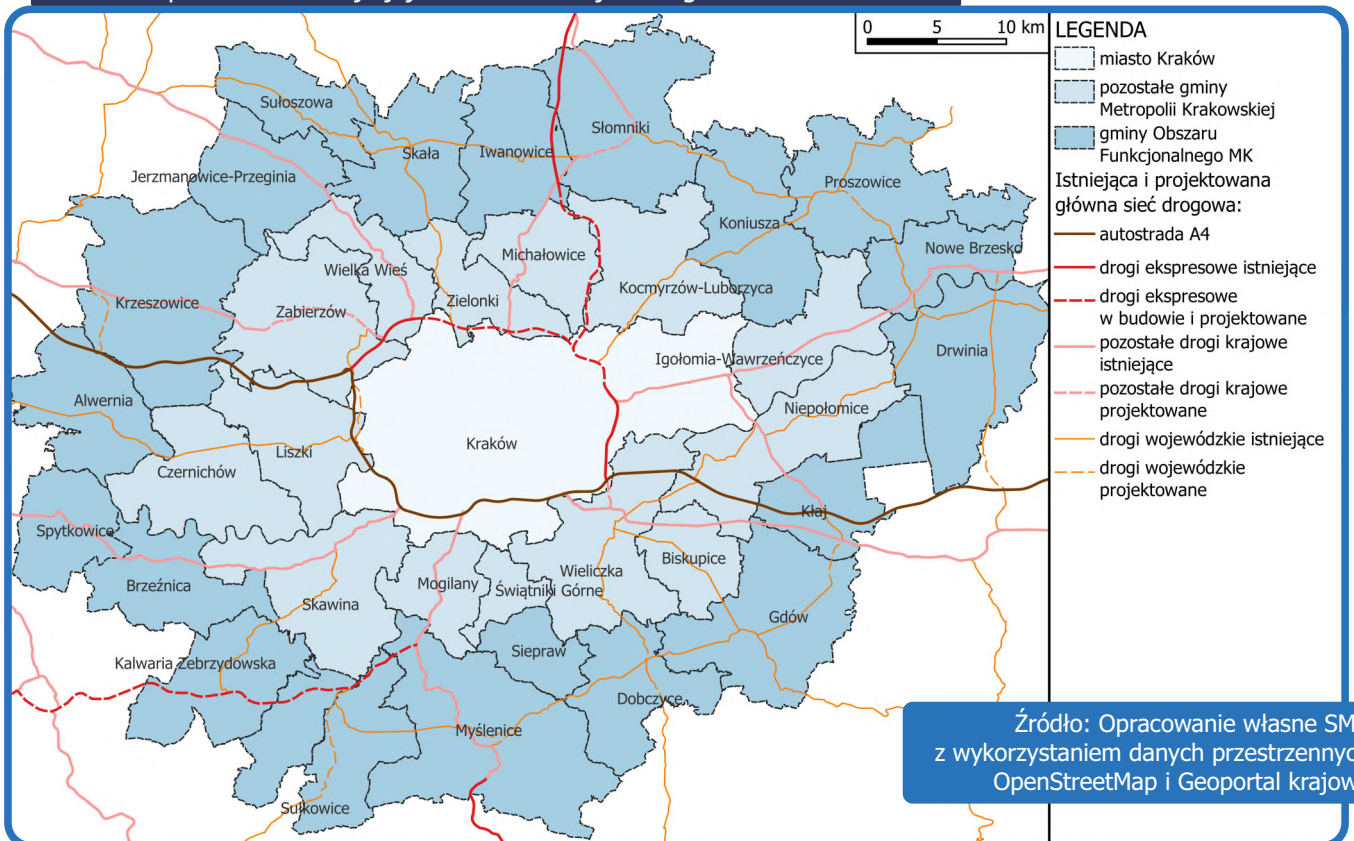 0 5 10 km
LEGENDA
miasto Kraków
pozostałe gminy
Metropolii Krakowskiej
gminy Obszaru
Funkcjonalnego MK
Istniejąca i projektowana
główna sieć drogowa:
autostrada A4
drogi ekspresowe istniejące
drogi ekspresowe
w budowie i projektowane
pozostałe drogi krajowe
istniejące
pozostałe drogi krajowe
projektowane
drogi wojewódzkie istniejące
drogi wojewódzkie
projektowane
Sułoszowa
Skała
Iwanowice
Słomniki
Jerzmanowice-Przeginia
Proszowice
Koniusza
Nowe Brzesko
Michałowice
Wielka Wieś
Kocmyrzów-Luborzyca
Krzeszowice
Zabierzów
Zielonki
Igołomia-Wawrzeńczyce
Drwinia
Alwernia
Niepołomice
Kraków
Liszki
Czernichów
Kłaj
Spytkowice
Biskupice
Wieliczka
Brzeźnica
Mogilany
Świątniki Górne
Skawina
Gdów
Siepraw
Kalwaria Zebrzydowska
Dobczyce
Myślenice
Sułkowice
Źródło: Opracowanie własne SM
z wykorzystaniem danych przestrzennyc
OpenStreetMap i Geoportal krajow